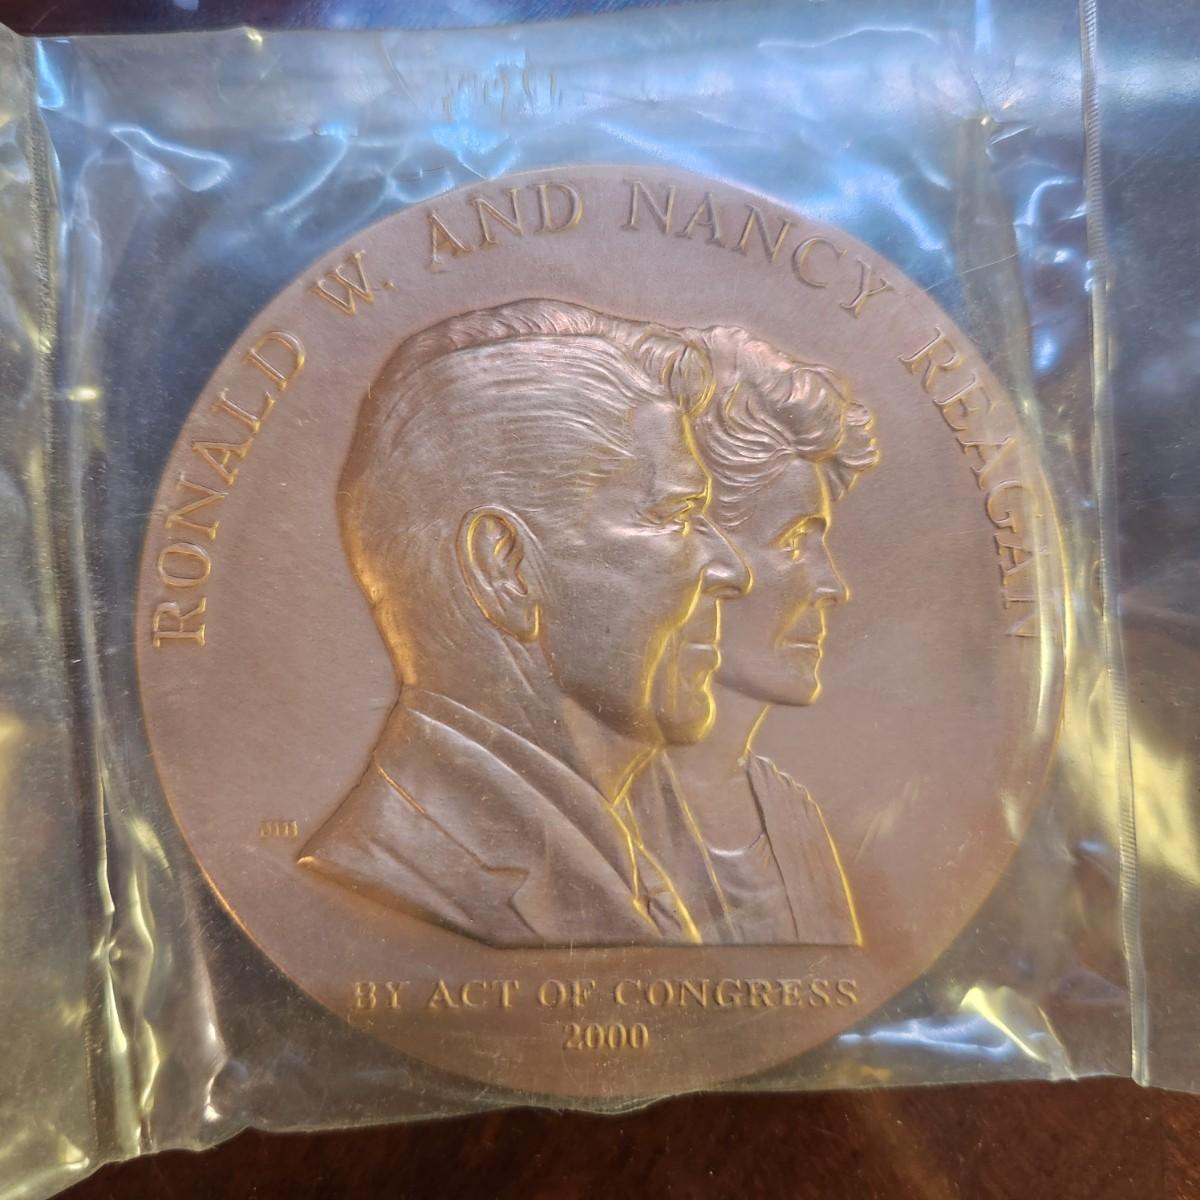 RONALD W. AND NANCY REAGAN
BY ACT OF CONGRESS
2000